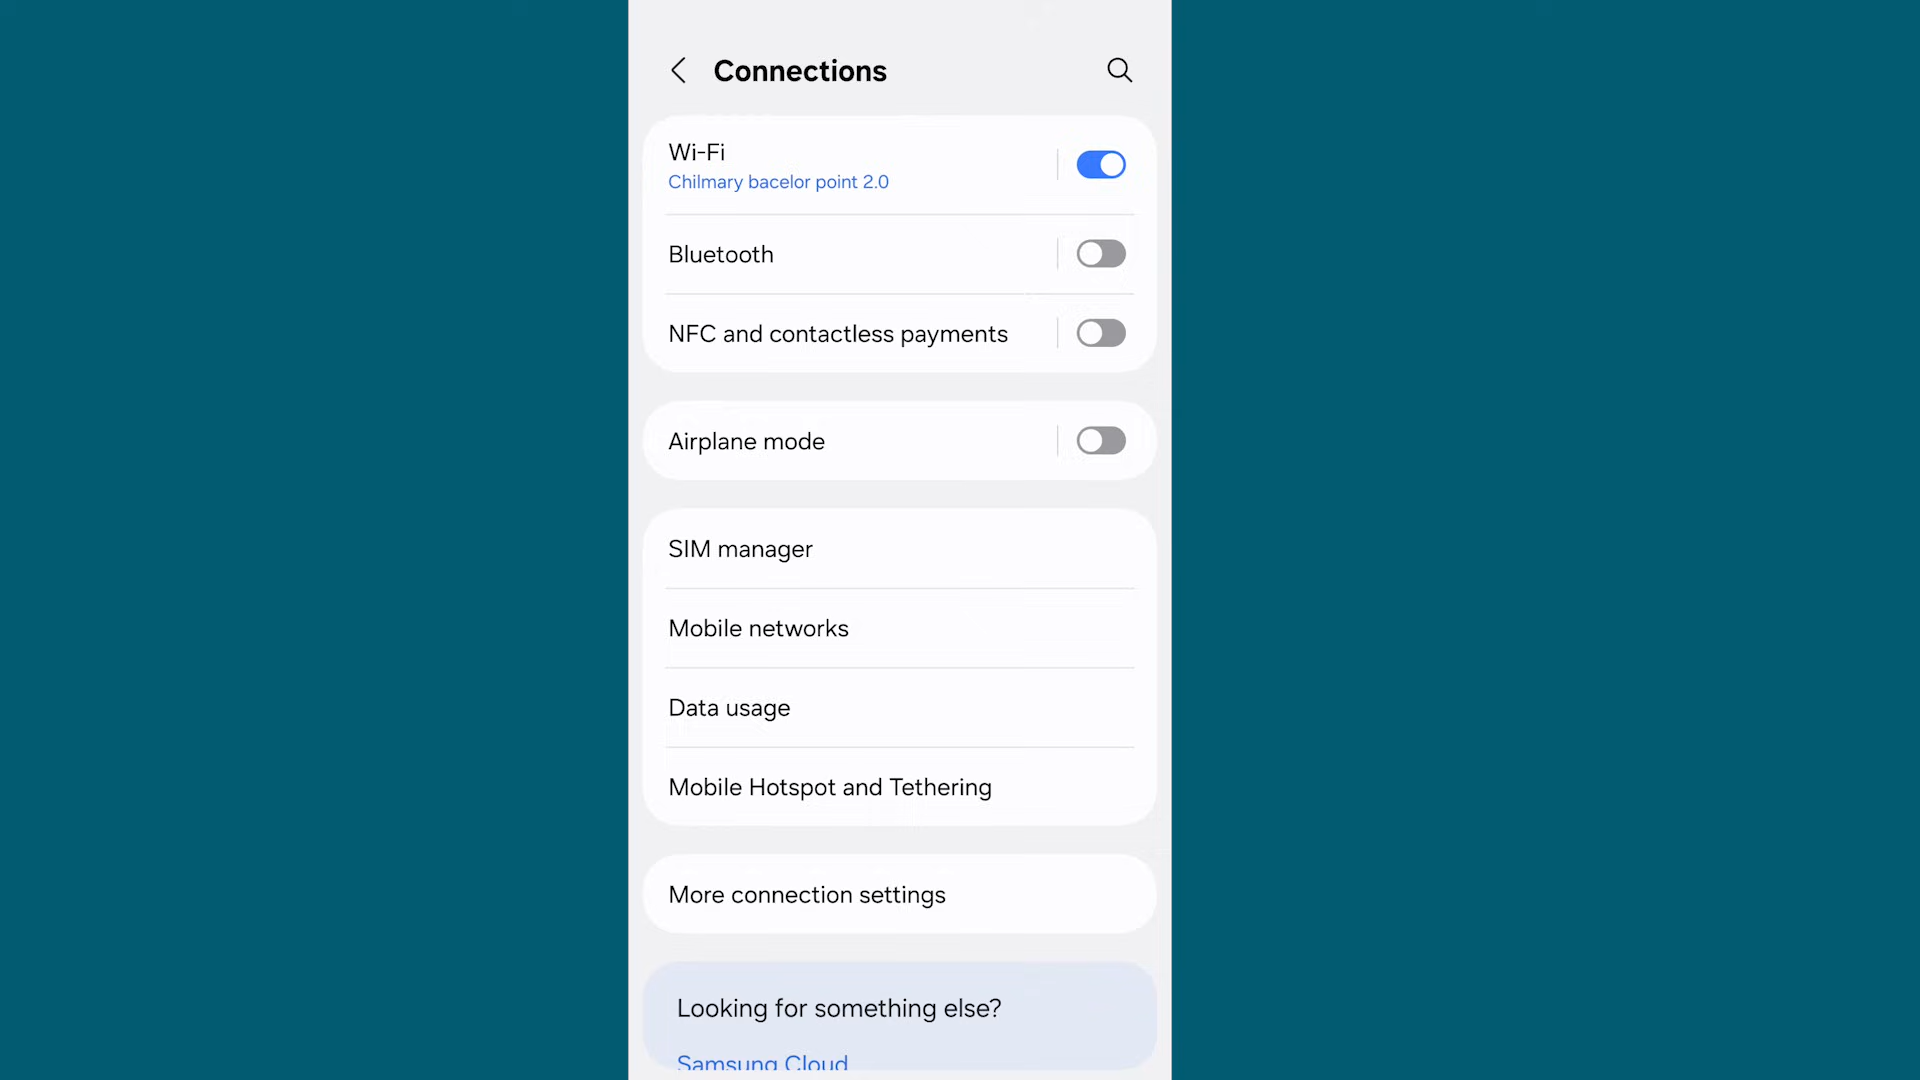 Connections
Wi-Fi
Chilmary bacelor point 2.0
Bluetooth
NFC and contactless payments
Airplane mode
SIM manager
Mobile networks
Data usage
Mobile Hotspot and Tethering
More connection settings
Looking for something else?
Samsung Cloud